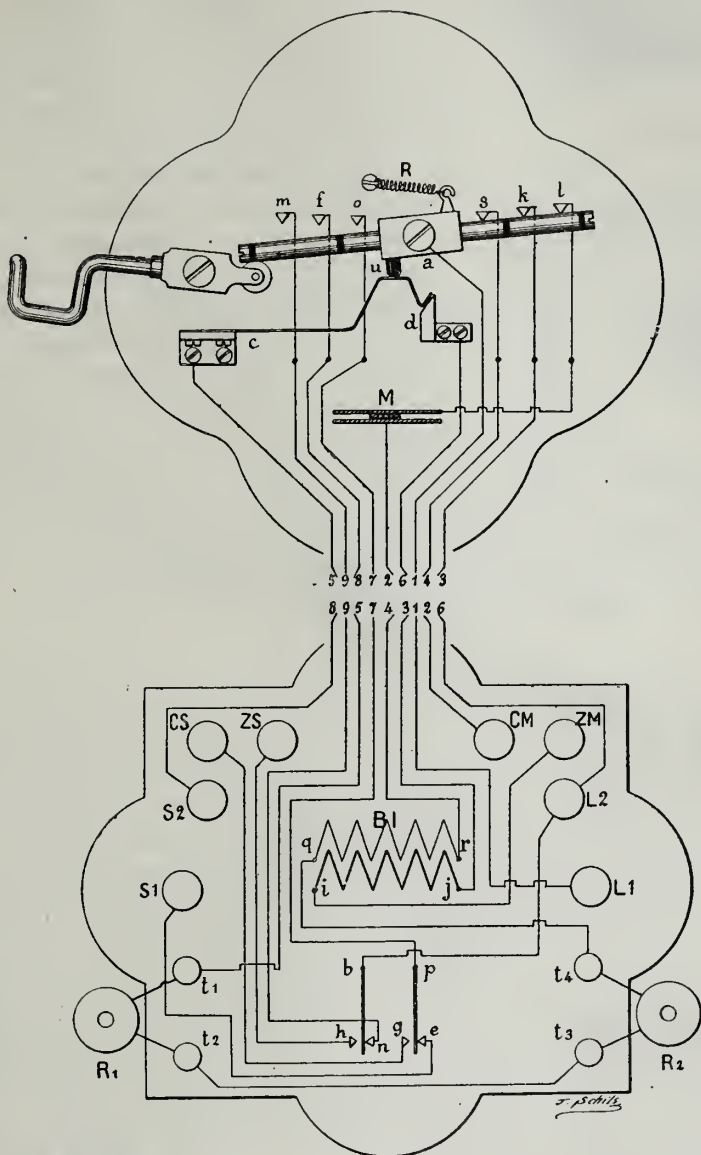 R
m f o s k l
u a
c d
M
5 9 8 7 2 6 1 4 3
8 9 5 7 4 3 1 2 6
CS ZS CM ZM
S2 L2
BI
q r
S1 i j L1
b p
t1 t4
h n g e
t2 t3
R1 R2
J. Schils